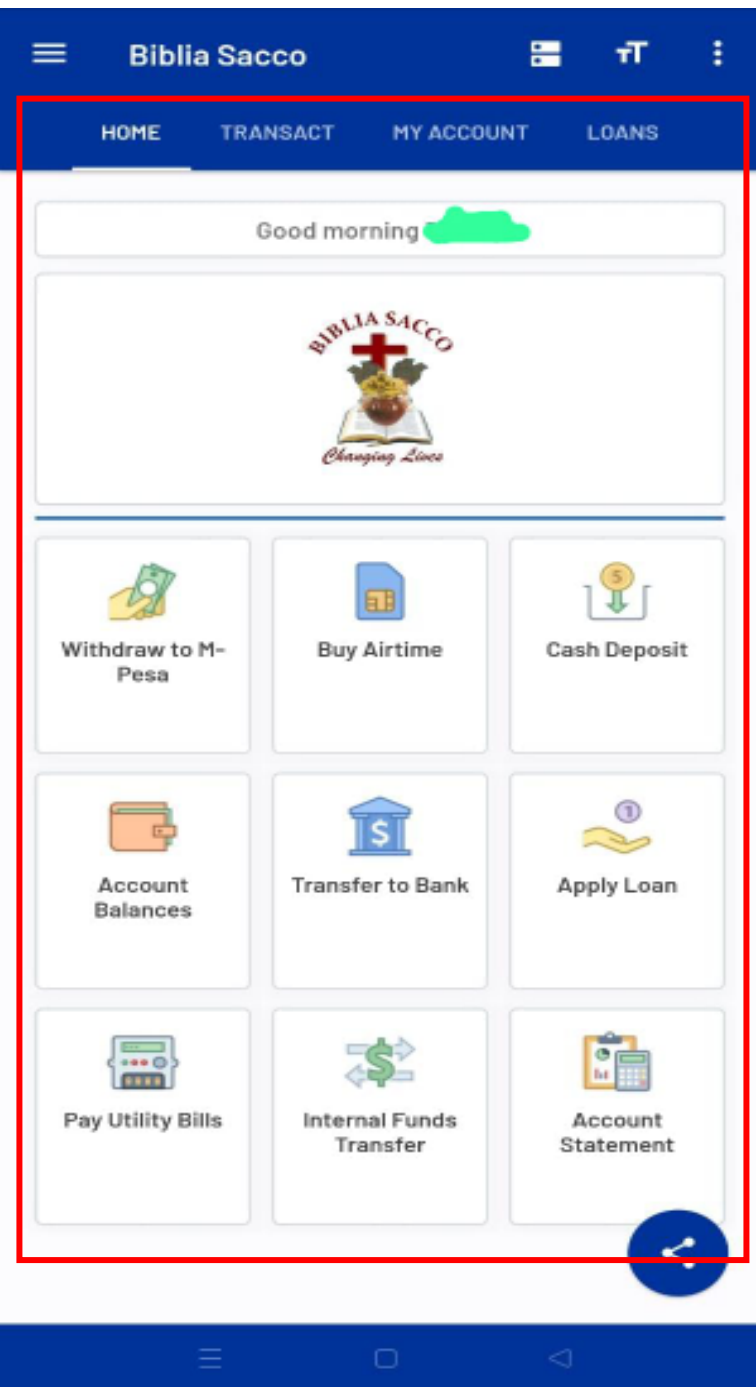 Biblia Sacco
HOME TRANSACT MY ACCOUNT LOANS
Good morning
BIBLIA SACCO
Changing Lives
Withdraw to M-
Pesa
Buy Airtime
Cash Deposit
Account
Balances
Transfer to Bank
Apply Loan
Pay Utility Bills
Internal Funds
Transfer
Account
Statement